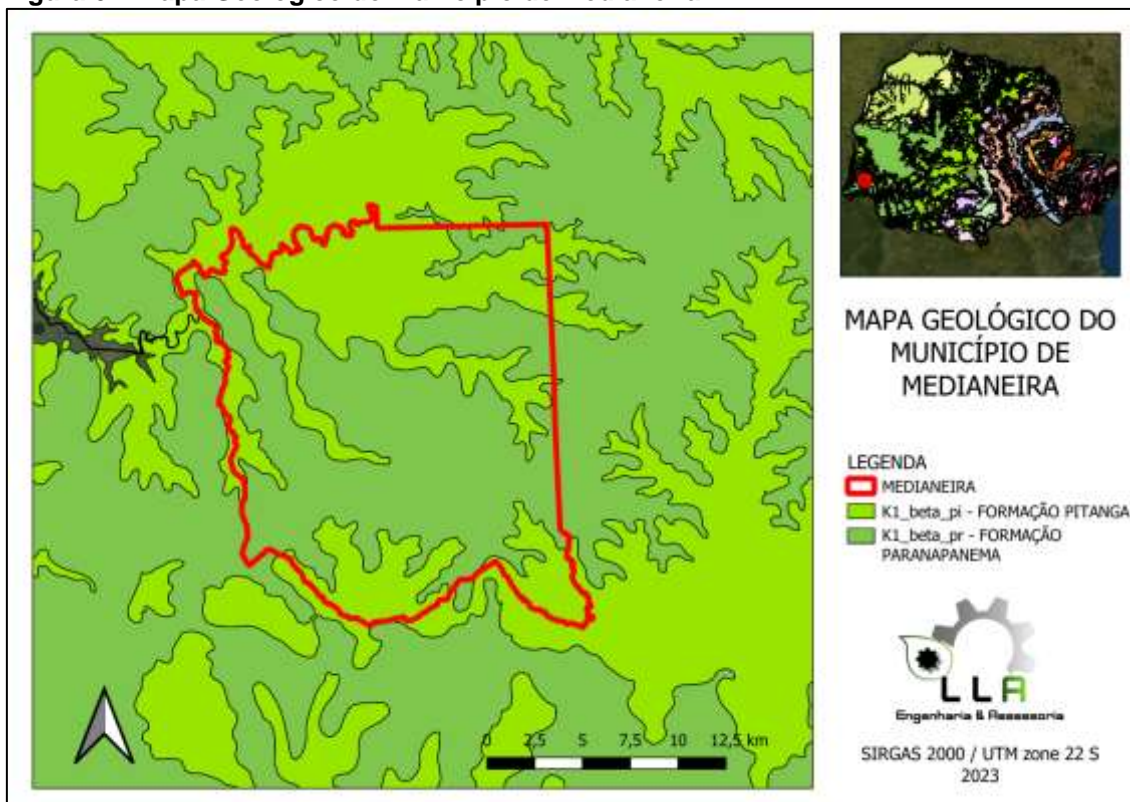 MAPA GEOLÓGICO DO
MUNICÍPIO DE
MEDIANEIRA
LEGENDA
MEDIANEIRA
K1_beta_pi - FORMAÇÃO PITANGA
K1_beta_pr - FORMAÇÃO
PARANAPANEMA
LLA
Engenharia & Assessoria
SIRGAS 2000 / UTM zone 22 S
2023
0 2,5 5 7,5 10 12,5 km